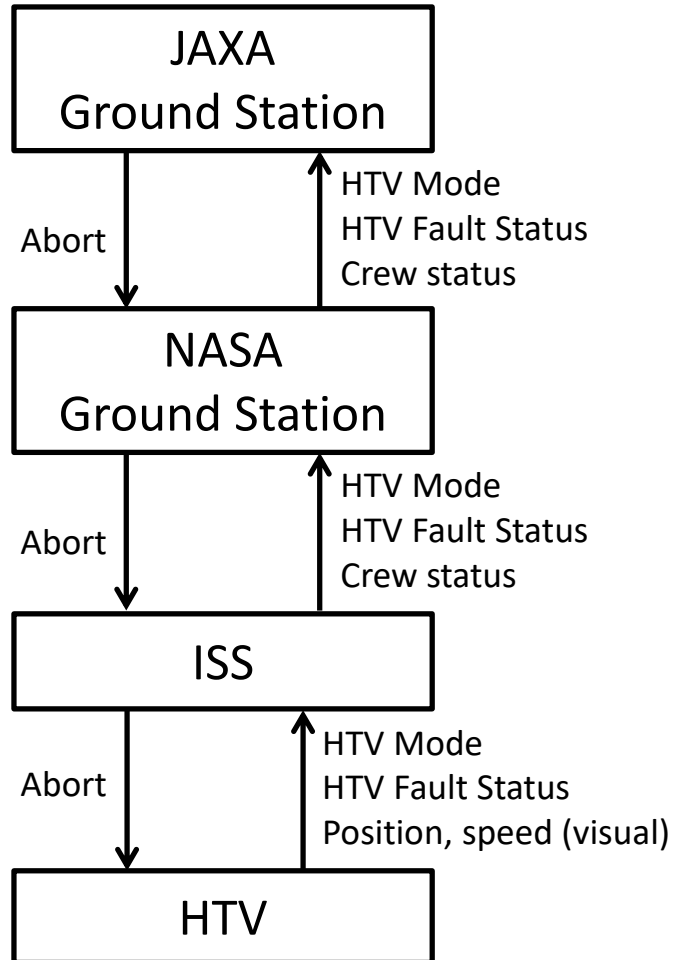 JAXA
Ground Station
Abort
HTV Mode
HTV Fault Status
Crew status
NASA
Ground Station
Abort
HTV Mode
HTV Fault Status
Crew status
ISS
Abort
HTV Mode
HTV Fault Status
Position, speed (visual)
HTV